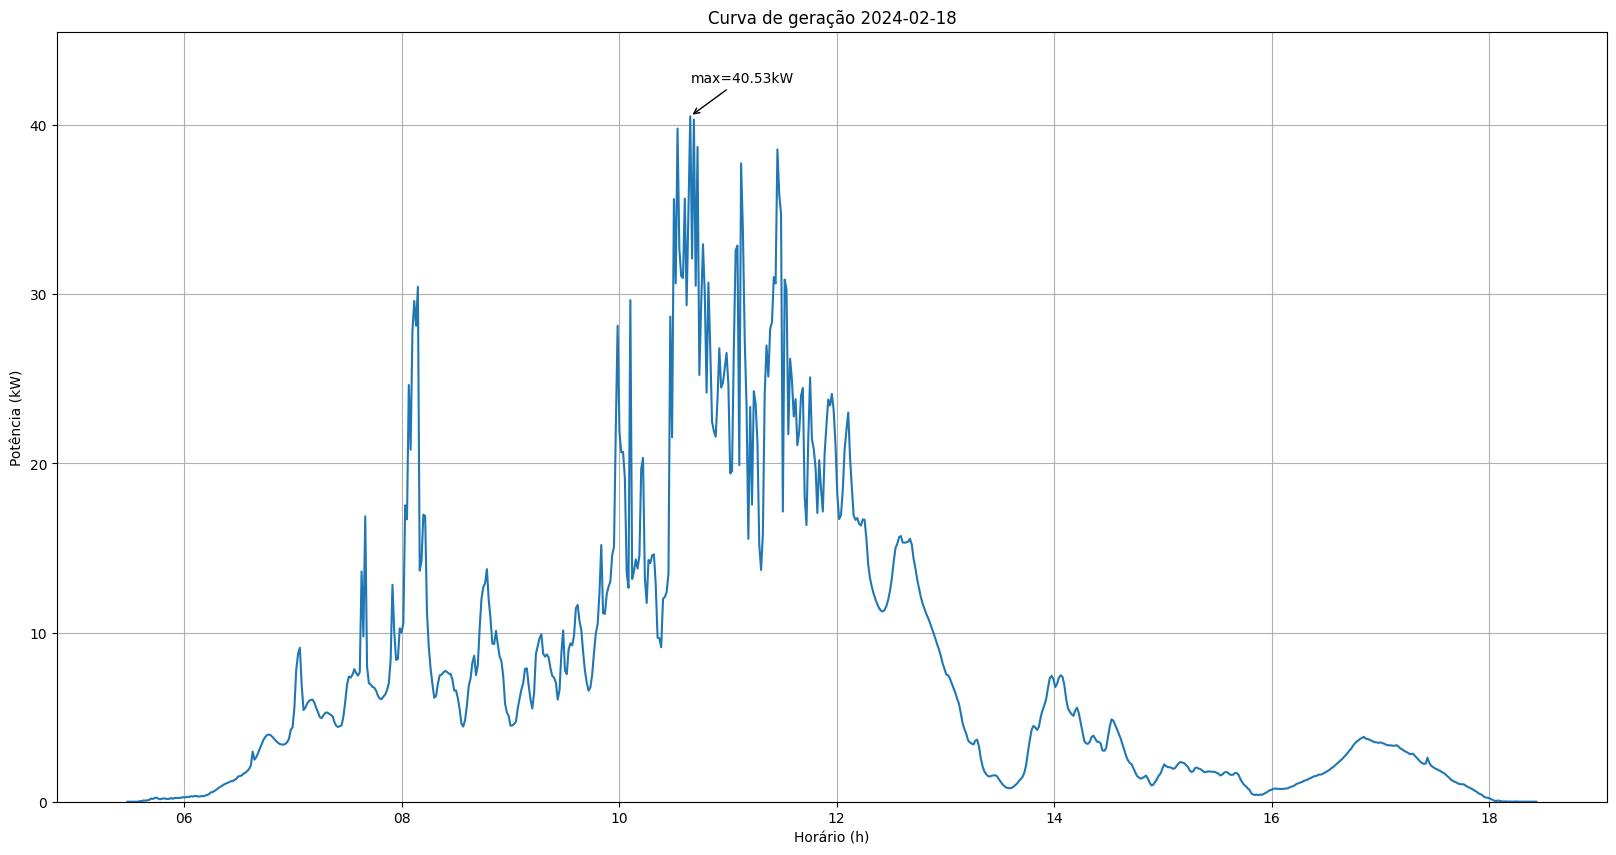 Curva de geração 2024-02-18
max=40.53kW
40
30
20
10
0
Potência (kW)
06 08 10 12 14 16 18
Horário (h)